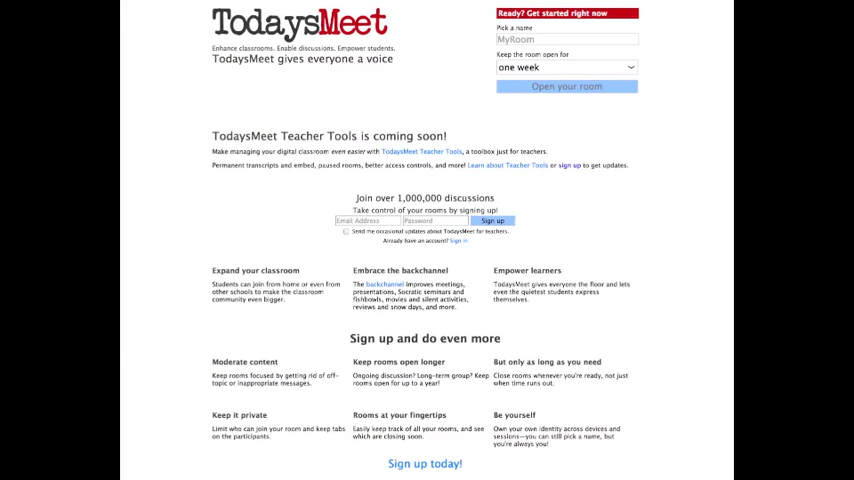 TodaysMeet
Enhance classrooms. Enable discussions. Empower students.
TodaysMeet gives everyone a voice
Ready? Get started right now
Pick a name
MyRoom
Keep the room open for
one week
Open your room
TodaysMeet Teacher Tools is coming soon!
Make managing your digital classroom even easier with TodaysMeet Teacher Tools, a toolbox just for teachers.
Permanent transcripts and embed, paused rooms, better access controls, and more! Learn about Teacher Tools or sign up to get updates.
Join over 1,000,000 discussions
Take control of your rooms by signing up!
Email Address Password Sign up
Send me occasional updates about TodaysMeet for teachers.
Already have an account? Sign in
Expand your classroom
Students can join from home or even from
other schools to make the classroom
community even bigger.
Embrace the backchannel
The backchannel improves meetings,
presentations, Socratic seminars and
fishbowls, movies and silent activities,
reviews and snow days, and more.
Empower learners
TodaysMeet gives everyone the floor and lets
even the quietest students express
themselves.
Sign up and do even more
Moderate content
Keep rooms focused by getting rid of off-
topic or inappropriate messages.
Keep rooms open longer
Ongoing discussion? Long-term group? Keep
rooms open for up to a year!
But only as long as you need
Close rooms whenever you're ready, not just
when time runs out.
Keep it private
Limit who can join your room and keep tabs
on the participants.
Rooms at your fingertips
Easily keep track of all your rooms, and see
which are closing soon.
Be yourself
Own your own identity across devices and
sessions—you can still pick a name, but
you're always you!
Sign up today!